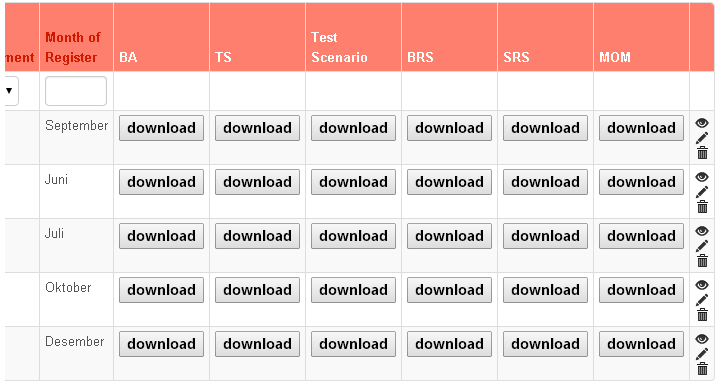 ment Month of Register BA TS Test Scenario BRS SRS MOM
September download download download download download download
Juni download download download download download download
Juli download download download download download download
Oktober download download download download download download
Desember download download download download download download